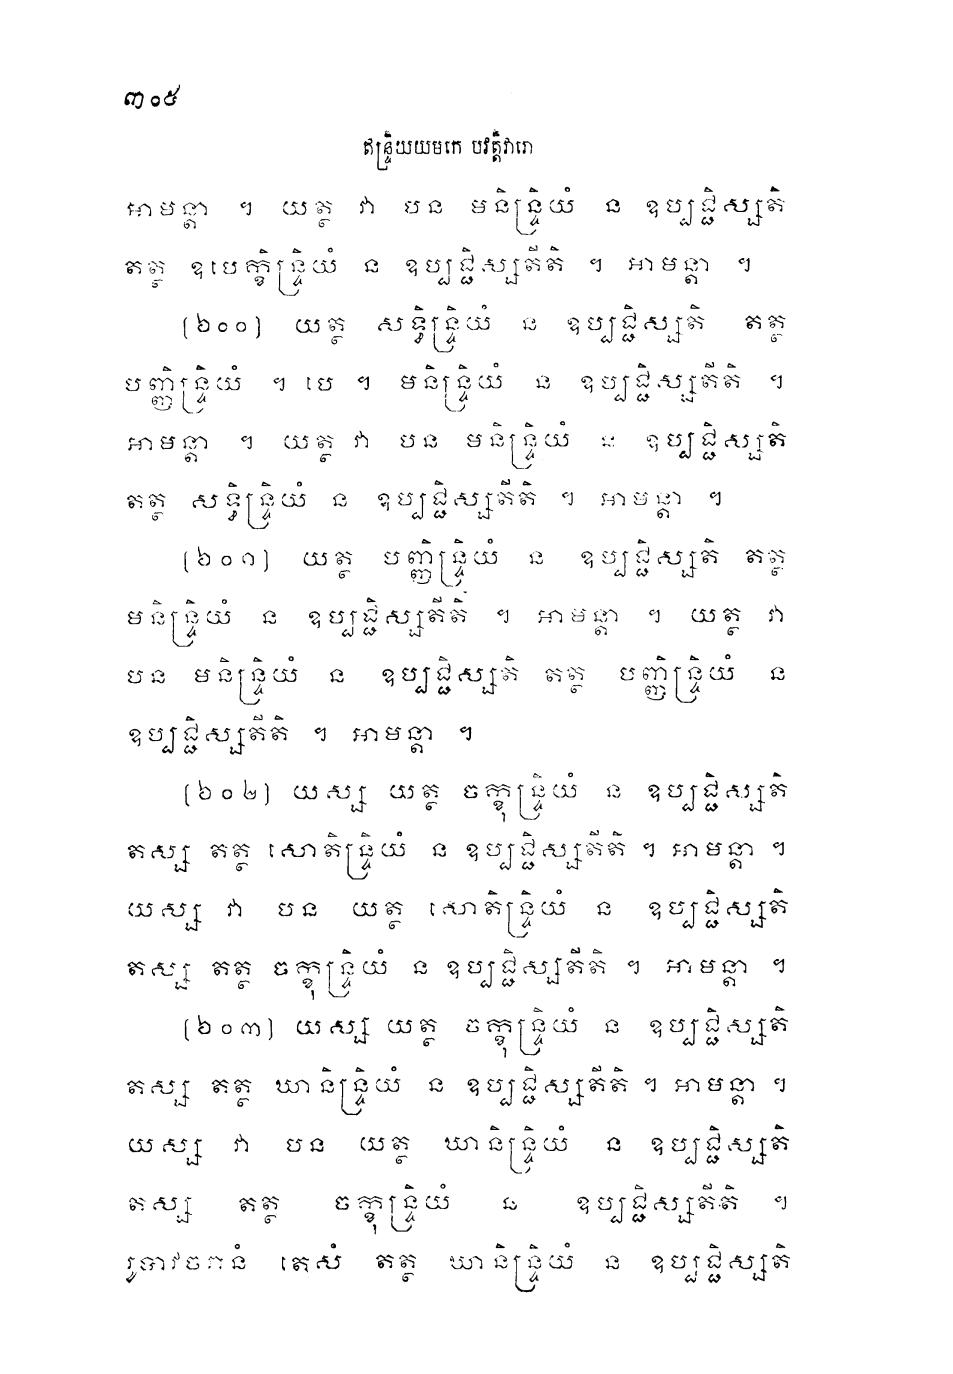 ៣០៥
ឥន្ទ្រិយយមកេ បវត្តិវារោ
អាមន្តា ។ យត្ថ វា បន មនិន្ទ្រិយំ ន ឧប្បជ្ជិស្សតិ
តត្ថ ឧបេក្ខិន្ទ្រិយំ ន ឧប្បជ្ជិស្សតីតិ ។ អាមន្តា ។
(២០០) យត្ថ សទ្ធិន្ទ្រិយំ ន ឧប្បជ្ជិស្សតិ តត្ថ
បញ្ញិន្ទ្រិយំ ។ បេ ។ មនិន្ទ្រិយំ ន ឧប្បជ្ជិស្សតីតិ ។
អាមន្តា ។ យត្ថ វា បន មនិន្ទ្រិយំ ន ឧប្បជ្ជិស្សតិ
តត្ថ សទ្ធិន្ទ្រិយំ ន ឧប្បជ្ជិស្សតីតិ ។ អាមន្តា ។
(២០១) យត្ថ បញ្ញិន្ទ្រិយំ ន ឧប្បជ្ជិស្សតិ តត្ថ
មនិន្ទ្រិយំ ន ឧប្បជ្ជិស្សតីតិ ។ អាមន្តា ។ យត្ថ វា
បន មនិន្ទ្រិយំ ន ឧប្បជ្ជិស្សតិ តត្ថ បញ្ញិន្ទ្រិយំ ន
ឧប្បជ្ជិស្សតីតិ ។ អាមន្តា ។
(២០២) យស្ស យត្ថ ចក្ខុន្ទ្រិយំ ន ឧប្បជ្ជិស្សតិ
តស្ស តត្ថ សោតិន្ទ្រិយំ ន ឧប្បជ្ជិស្សតីតិ ។ អាមន្តា ។
យស្ស វា បន យត្ថ សោតិន្ទ្រិយំ ន ឧប្បជ្ជិស្សតិ
តស្ស តត្ថ ចក្ខុន្ទ្រិយំ ន ឧប្បជ្ជិស្សតីតិ ។ អាមន្តា ។
(២០៣) យស្ស យត្ថ ចក្ខុន្ទ្រិយំ ន ឧប្បជ្ជិស្សតិ
តស្ស តត្ថ ឃានិន្ទ្រិយំ ន ឧប្បជ្ជិស្សតីតិ ។ អាមន្តា ។
យស្ស វា បន យត្ថ ឃានិន្ទ្រិយំ ន ឧប្បជ្ជិស្សតិ
តស្ស តត្ថ ចក្ខុន្ទ្រិយំ ន ឧប្បជ្ជិស្សតីតិ ។
រូបាវចរានំ តេសំ តត្ថ ឃានិន្ទ្រិយំ ន ឧប្បជ្ជិស្សតិ